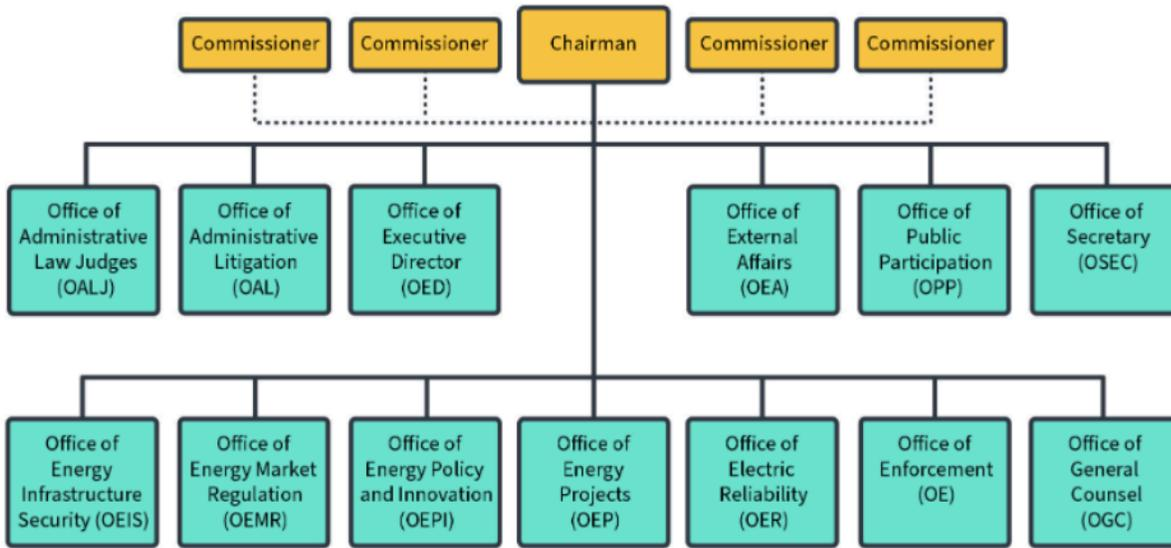 Commissioner
Commissioner
Chairman
Commissioner
Commissioner
Office of
Administrative
Law Judges
(OALJ)
Office of
Administrative
Litigation
(OAL)
Office of
Executive
Director
(OED)
Office of
External
Affairs
(OEA)
Office of
Public
Participation
(OPP)
Office of
Secretary
(OSEC)
Office of
Energy
Infrastructure
Security (OEIS)
Office of
Energy Market
Regulation
(OEMR)
Office of
Energy Policy
and Innovation
(OEPI)
Office of
Energy
Projects
(OEP)
Office of
Electric
Reliability
(OER)
Office of
Enforcement
(OE)
Office of
General
Counsel
(OGC)